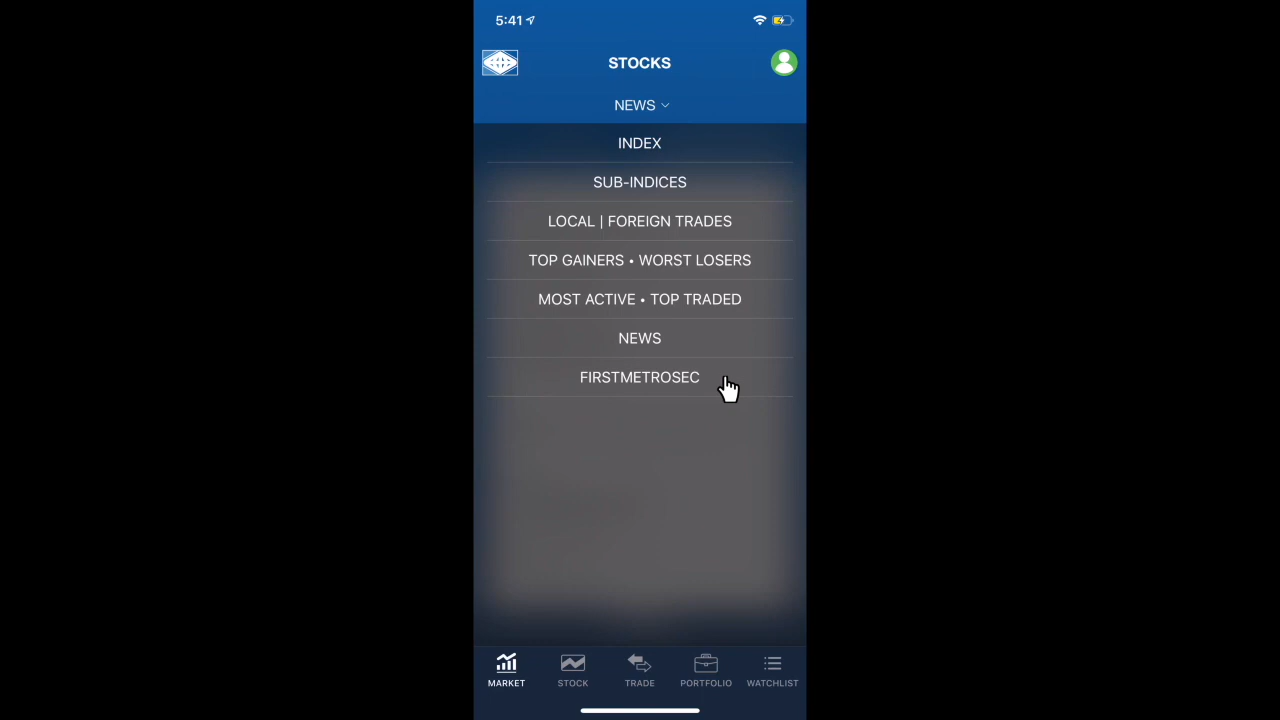 5:41
STOCKS
NEWS
INDEX
SUB-INDICES
LOCAL | FOREIGN TRADES
TOP GAINERS • WORST LOSERS
MOST ACTIVE • TOP TRADED
NEWS
FIRSTMETROSEC
MARKET STOCK TRADE PORTFOLIO WATCHLIST